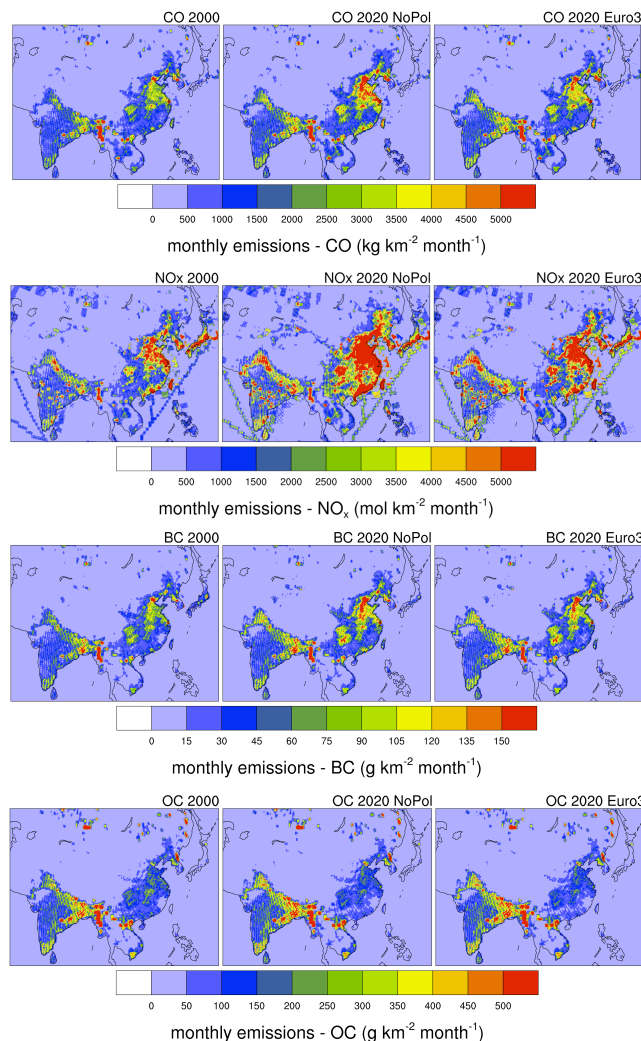 CO 2000 CO 2020 NoPol CO 2020 Euro3
0 500 1000 1500 2000 2500 3000 3500 4000 4500 5000
monthly emissions - CO (kg km⁻² month⁻¹)
NOx 2000 NOx 2020 NoPol NOx 2020 Euro3
0 500 1000 1500 2000 2500 3000 3500 4000 4500 5000
monthly emissions - NOₓ (mol km⁻² month⁻¹)
BC 2000 BC 2020 NoPol BC 2020 Euro3
0 15 30 45 60 75 90 105 120 135 150
monthly emissions - BC (g km⁻² month⁻¹)
OC 2000 OC 2020 NoPol OC 2020 Euro3
0 50 100 150 200 250 300 350 400 450 500
monthly emissions - OC (g km⁻² month⁻¹)